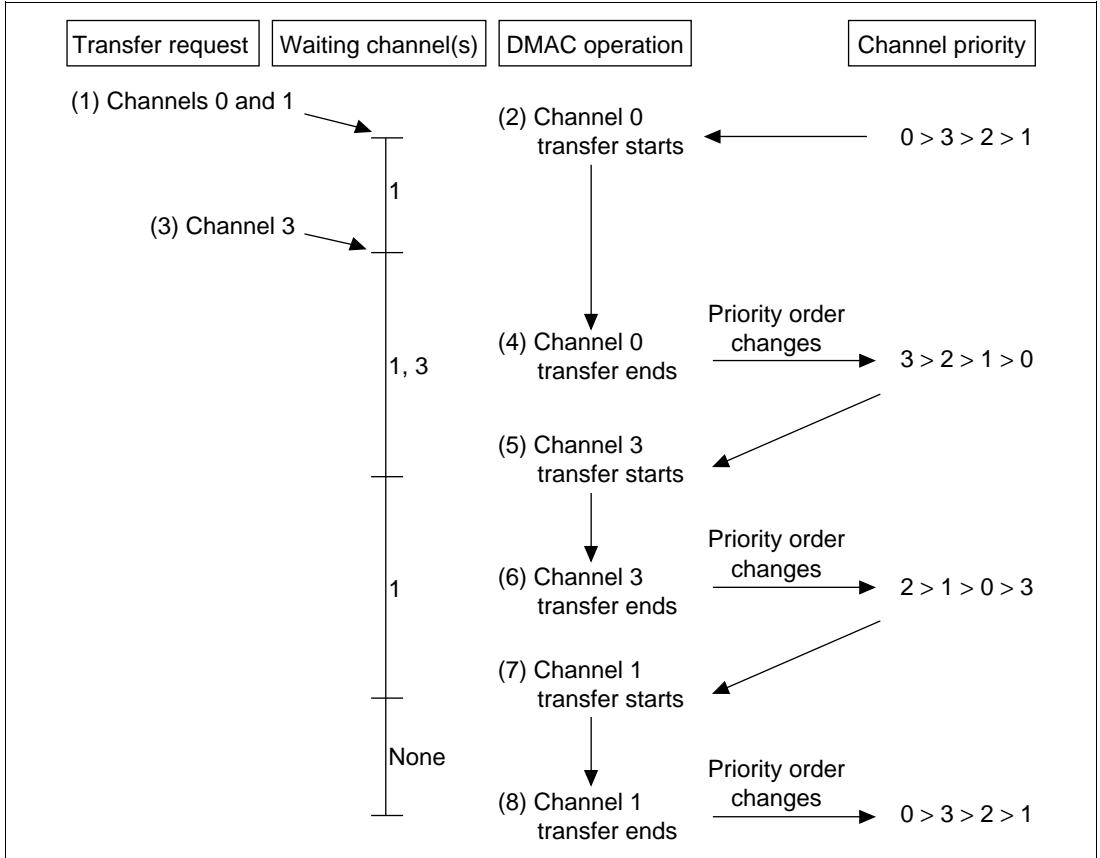 Transfer request
Waiting channel(s)
DMAC operation
Channel priority
(1) Channels 0 and 1
(2) Channel 0
transfer starts
0 > 3 > 2 > 1
1
(3) Channel 3
1, 3
(4) Channel 0
transfer ends
Priority order
changes
3 > 2 > 1 > 0
(5) Channel 3
transfer starts
1
(6) Channel 3
transfer ends
Priority order
changes
2 > 1 > 0 > 3
(7) Channel 1
transfer starts
None
(8) Channel 1
transfer ends
Priority order
changes
0 > 3 > 2 > 1